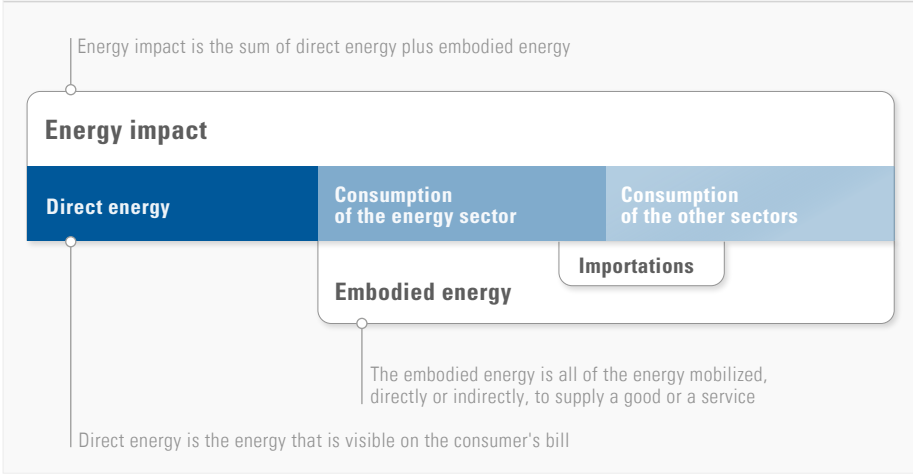 Energy impact is the sum of direct energy plus embodied energy
Energy impact
Direct energy
Consumption
of the energy sector
Consumption
of the other sectors
Importations
Embodied energy
The embodied energy is all of the energy mobilized,
directly or indirectly, to supply a good or a service
Direct energy is the energy that is visible on the consumer's bill